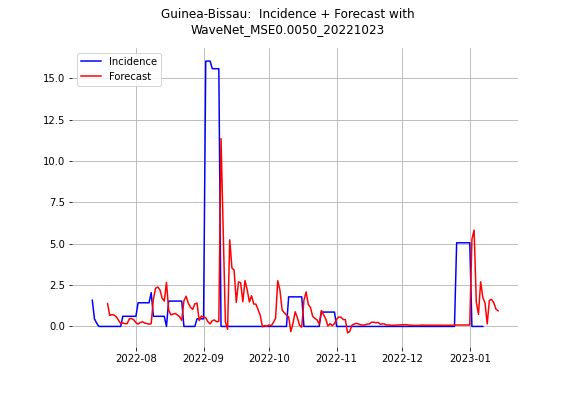 Guinea-Bissau:  Incidence + Forecast with
WaveNet_MSE0.0050_20221023
Incidence
Forecast
15.0
12.5
10.0
7.5
5.0
2.5
0.0
2022-08 2022-09 2022-10 2022-11 2022-12 2023-01